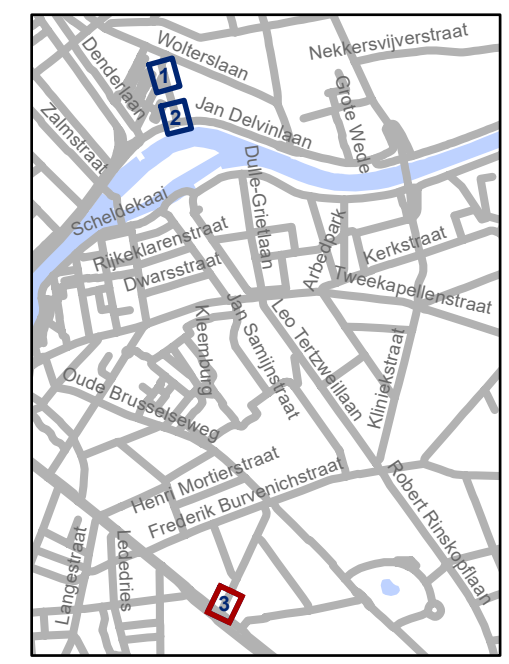 Wolterslaan
Nekkersvijverstraat
Denderlaan
1
Grote Wede
Zalmstraat
2
Jan Delvinlaan
Dulle-Grietlaan
Scheldekaai
Arbedpark
Rijkeklarenstraat
Kerkstraat
Dwarsstraat
Tweekapellenstraat
Kleemburg
Jan Samijnstraat
Leo Tertzweillaan
Kliniekstraat
Oude Brusselseweg
Henri Mortierstraat
Frederik Burvenichstraat
Robert Rinskopflaan
Langestraat
Lededries
3